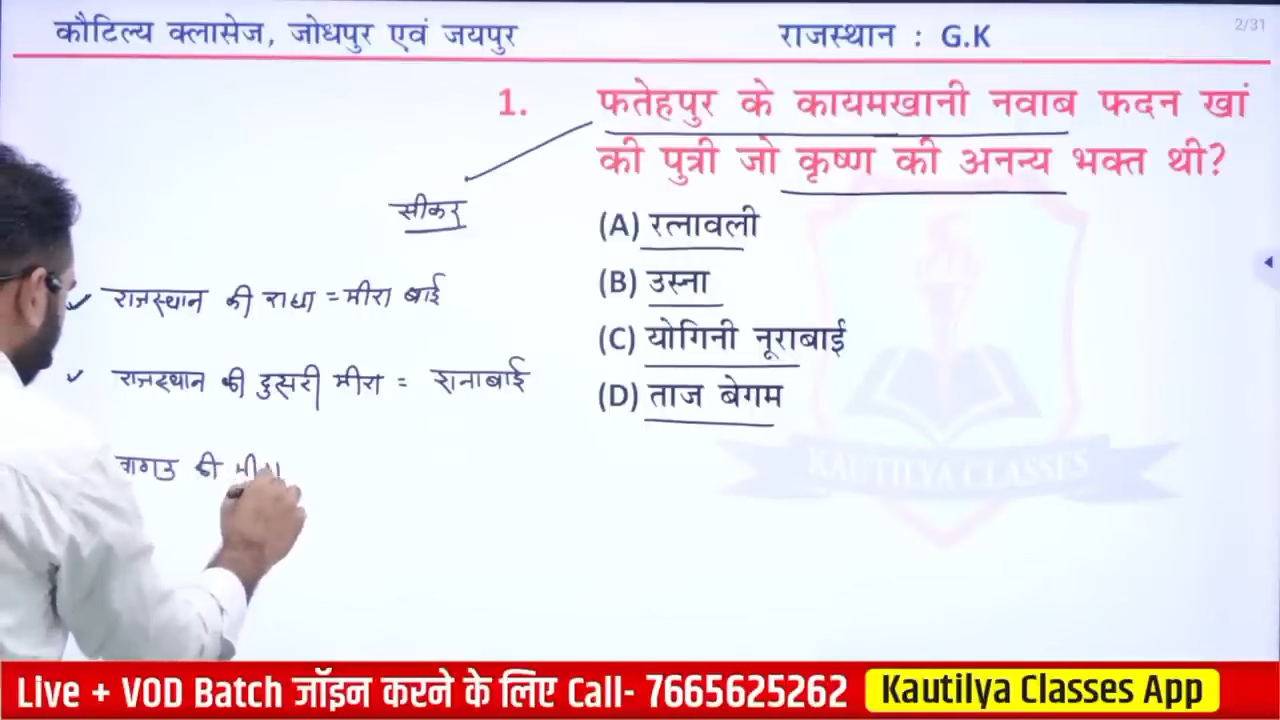 कौटिल्य क्लासेज, जोधपुर एवं जयपुर
राजस्थान : G.K
2/31
1. फतेहपुर के कायमखानी नवाब फदन खां
की पुत्री जो कृष्ण की अनन्य भक्त थी?
सीकर
(A) रत्नावली
(B) उस्ना
(C) योगिनी नूराबाई
(D) ताज बेगम
राजस्थान की राधा = मीरा बाई
राजस्थान की दुसरी मीरा = रानाबाई
वागड की
KAUTILYA CLASSES
Live + VOD Batch जॉइन करने के लिए Call- 7665625262
Kautilya Classes App